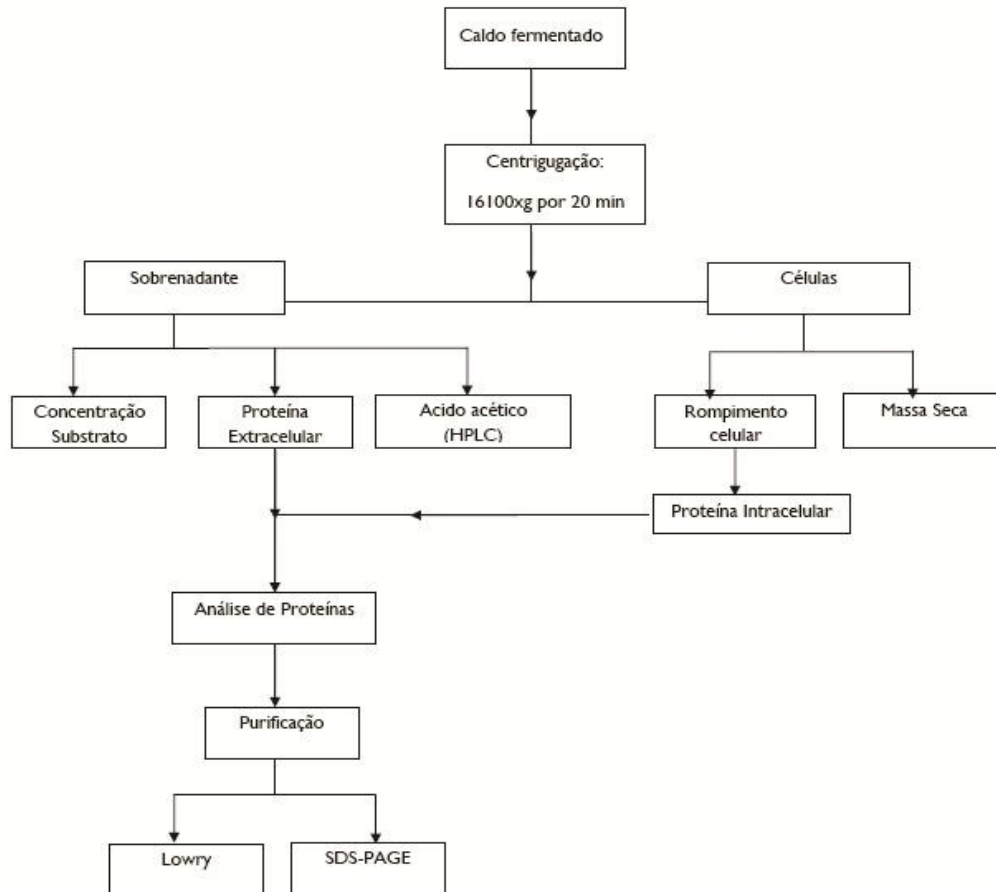 Caldo fermentado
Centrigugação:
16100xg por 20 min
Sobrenadante
Células
Concentração
Substrato
Proteína
Extracelular
Acido acético
(HPLC)
Rompimento
celular
Massa Seca
Proteína Intracelular
Análise de Proteínas
Purificação
Lowry
SDS-PAGE